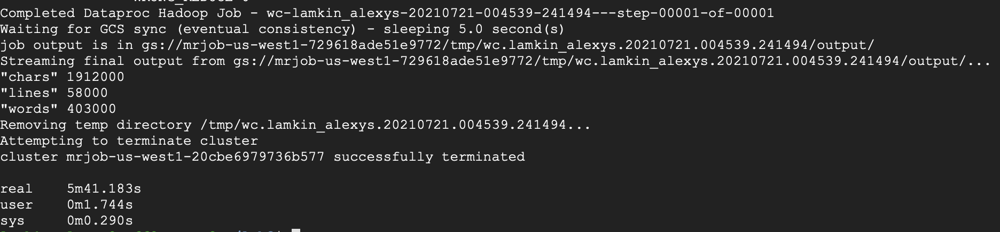 Completed Dataproc Hadoop Job - wc-lamkin_alexys-20210721-004539-241494---step-00001-of-00001
Waiting for GCS sync (eventual consistency) - sleeping 5.0 second(s)
job output is in gs://mrjob-us-west1-729618ade51e9772/tmp/wc.lamkin_alexys.20210721.004539.241494/output/
Streaming final output from gs://mrjob-us-west1-729618ade51e9772/tmp/wc.lamkin_alexys.20210721.004539.241494/output/...
"chars" 1912000
"lines" 58000
"words" 403000
Removing temp directory /tmp/wc.lamkin_alexys.20210721.004539.241494...
Attempting to terminate cluster
cluster mrjob-us-west1-20cbe6979736b577 successfully terminated
real 5m41.183s
user 0m1.744s
sys 0m0.290s